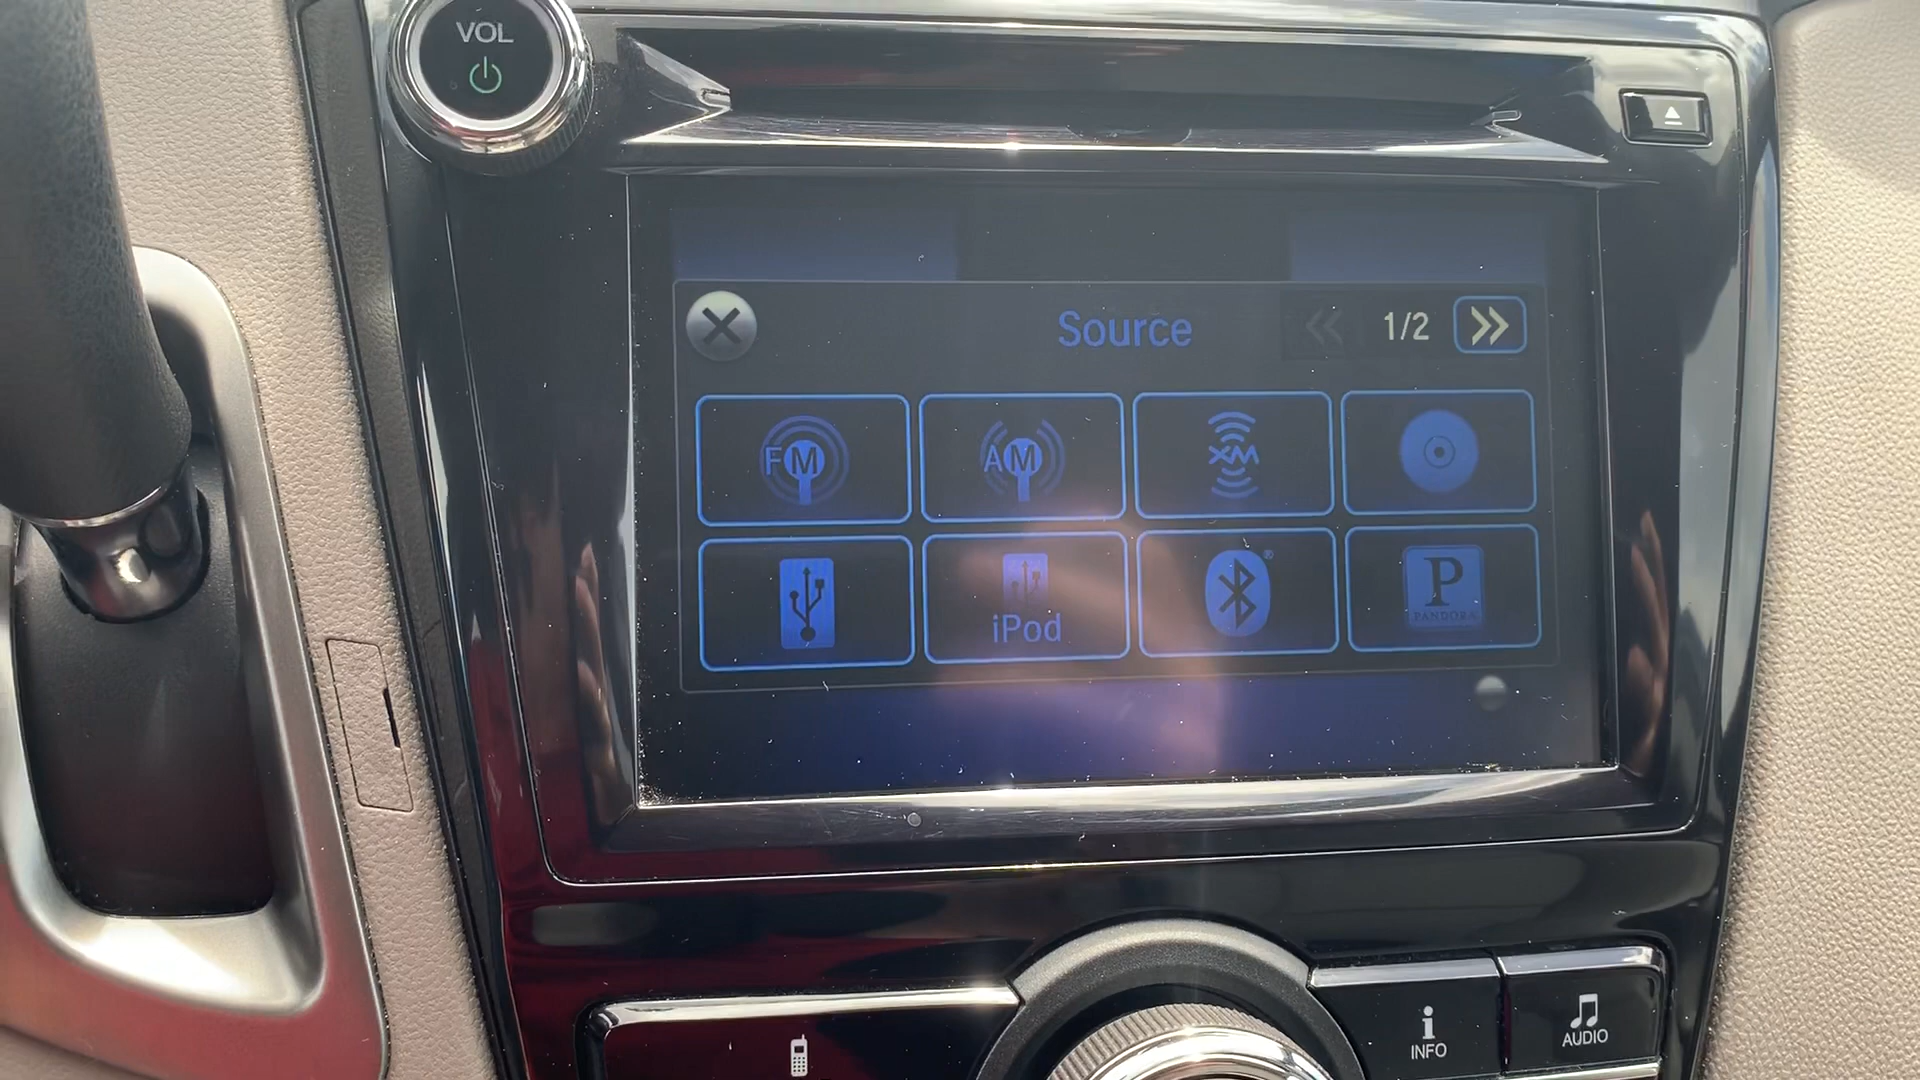 VOL
Source
1/2
FM
AM
XM
iPod
®
P
PANDORA
INFO
AUDIO